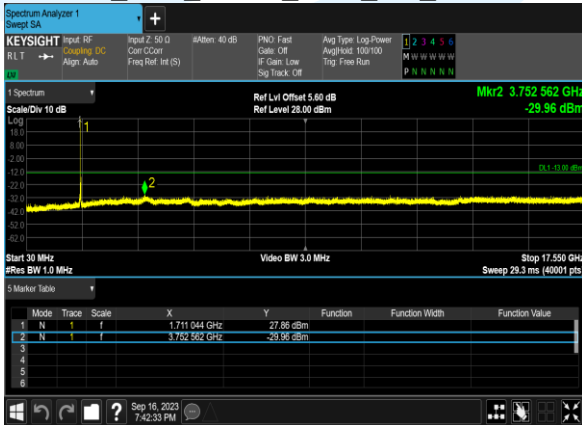 Spectrum Analyzer 1
Swept SA
+
KEYSIGHT Input: RF Input Z: 50 Ω #Atten: 40 dB PNO: Fast Avg Type: Log-Power 1 2 3 4 5 6
R L T Coupling: DC Corr CCorr Gate: Off Avg|Hold: 100/100 M W W W W W
Align: Auto Freq Ref: Int (S) IF Gain: Low Trig: Free Run
Sig Track: Off P N N N N N
1 Spectrum
Ref Lvl Offset 5.60 dB Mkr2 3.752 562 GHz
Scale/Div 10 dB Ref Level 28.00 dBm -29.96 dBm
Log
18.0
8.00
-2.00
-12.0
-22.0
-32.0
-42.0
-52.0
-62.0
1
2
DL1 -13.00 dBm
Start 30 MHz Video BW 3.0 MHz Stop 17.550 GHz
#Res BW 1.0 MHz Sweep 29.3 ms (40001 pts
5 Marker Table
Mode Trace Scale X Y Function Function Width Function Value
1 N 1 f 1.711 044 GHz 27.86 dBm
2 N 1 f 3.752 562 GHz -29.96 dBm
3
4
5
6
? Sep 16, 2023
7:42:33 PM